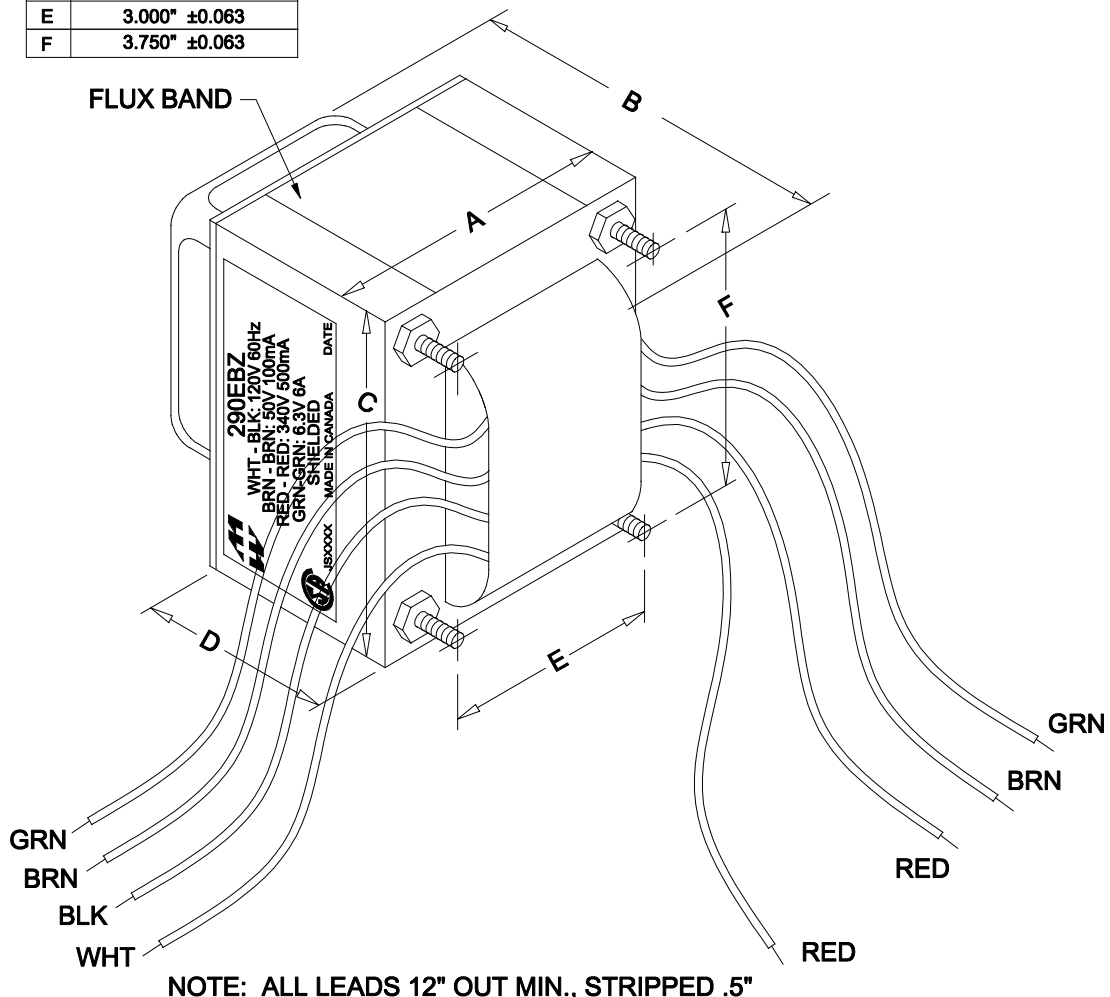 E 3.000" ±0.063
F 3.750" ±0.063
FLUX BAND
B
A
F
C
290EBZ
WHT - BLK: 120V 60Hz
BRN - BRN: 50V 100mA
RED - RED: 340V 500mA
GRN-GRN: 6.3V 6A
SHIELDED
JSXXXX MADE IN CANADA DATE
D
E
GRN
BRN
RED
RED
GRN
BRN
BLK
WHT
NOTE: ALL LEADS 12" OUT MIN., STRIPPED .5"